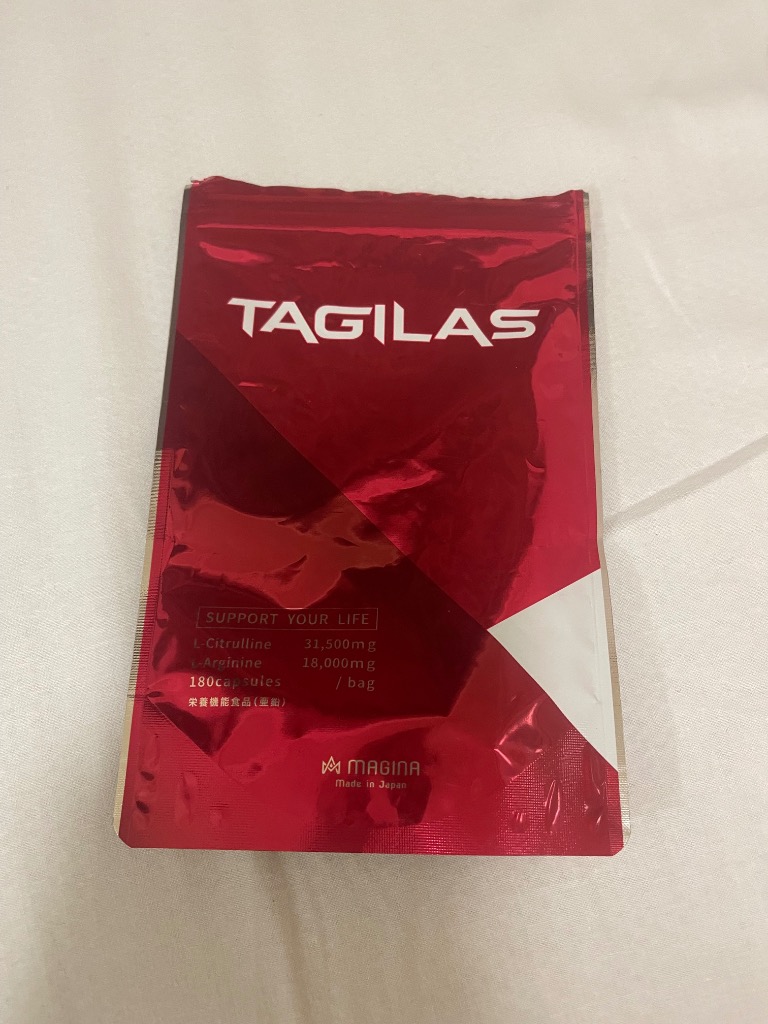 TAGILAS
SUPPORT YOUR LIFE
L-Citrulline 31,500mg
L-Arginine 18,000mg
180capsules / bag
栄養機能食品(亜鉛)
MAGINA
Made in Japan